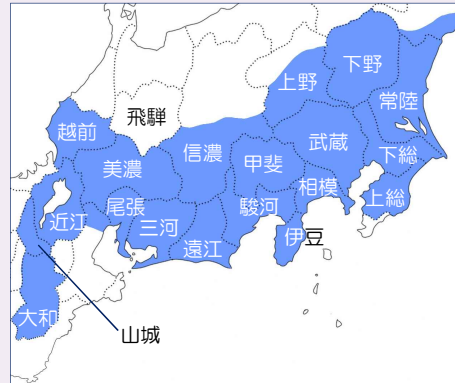 下野
上野
常陸
飛騨
越前
武蔵
信濃
下総
美濃
甲斐
相模
上総
尾張
駿河
近江
三河
伊豆
遠江
大和
山城